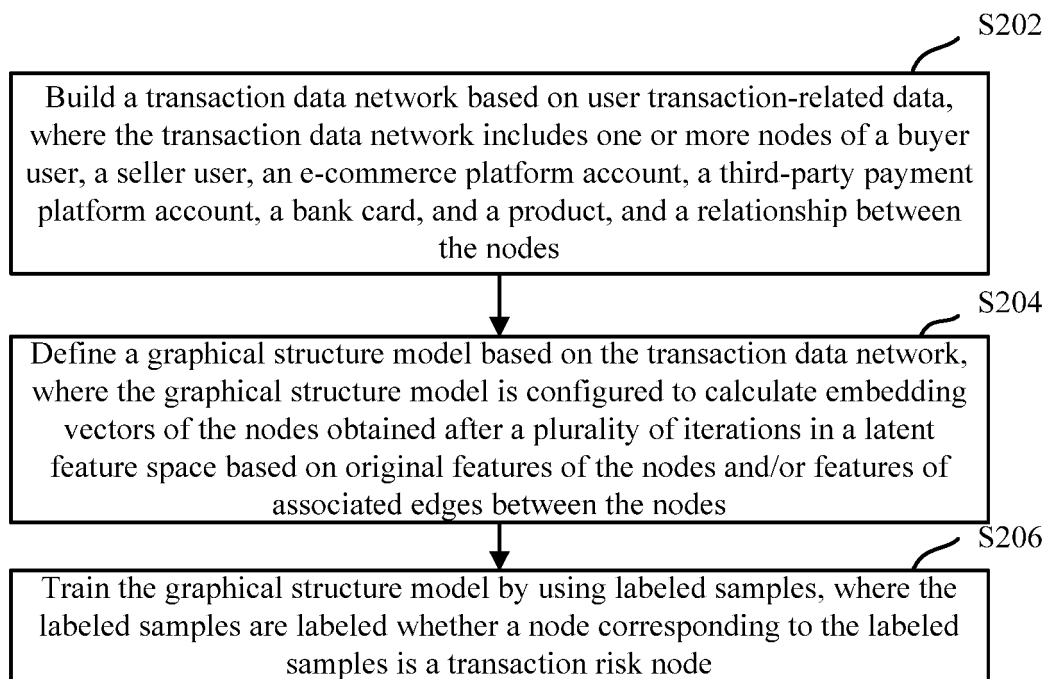 S202
Build a transaction data network based on user transaction-related data,
where the transaction data network includes one or more nodes of a buyer
user, a seller user, an e-commerce platform account, a third-party payment
platform account, a bank card, and a product, and a relationship between
the nodes
S204
Define a graphical structure model based on the transaction data network,
where the graphical structure model is configured to calculate embedding
vectors of the nodes obtained after a plurality of iterations in a latent
feature space based on original features of the nodes and/or features of
associated edges between the nodes
S206
Train the graphical structure model by using labeled samples, where the
labeled samples are labeled whether a node corresponding to the labeled
samples is a transaction risk node